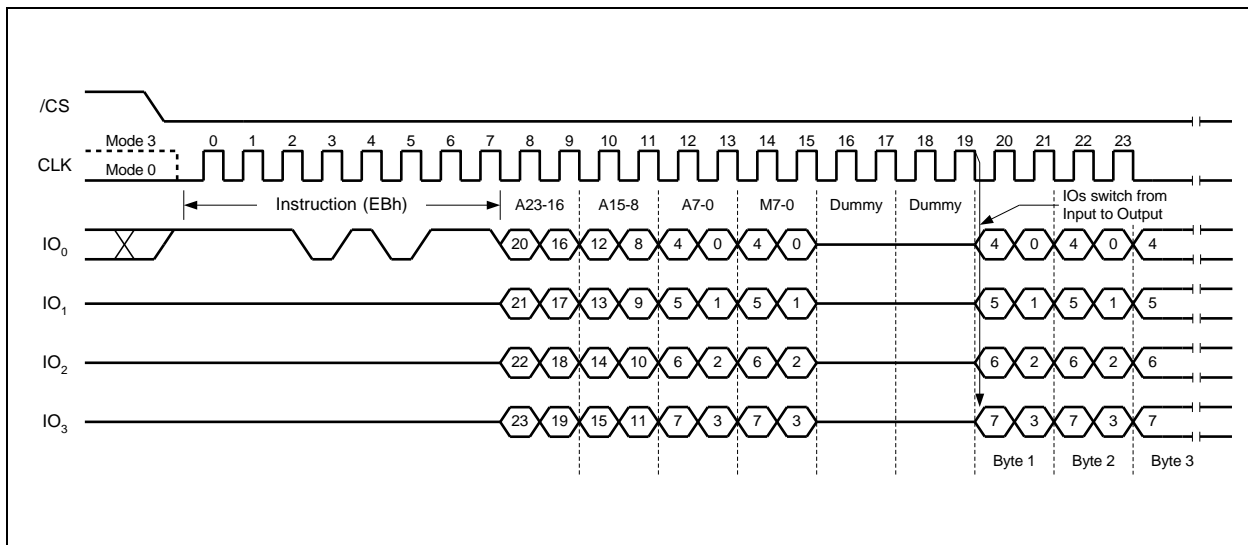 /CS
Mode 3
0 1 2 3 4 5 6 7 8 9 10 11 12 13 14 15 16 17 18 19 20 21 22 23
CLK
Mode 0
Instruction (EBh)
A23-16 A15-8 A7-0 M7-0 Dummy Dummy
IOs switch from
Input to Output
IO0
20 16 12 8 4 0 4 0 4 0 4 0 4
IO1
21 17 13 9 5 1 5 1 5 1 5 1 5
IO2
22 18 14 10 6 2 6 2 6 2 6 2 6
IO3
23 19 15 11 7 3 7 3 7 3 7 3 7
Byte 1 Byte 2 Byte 3